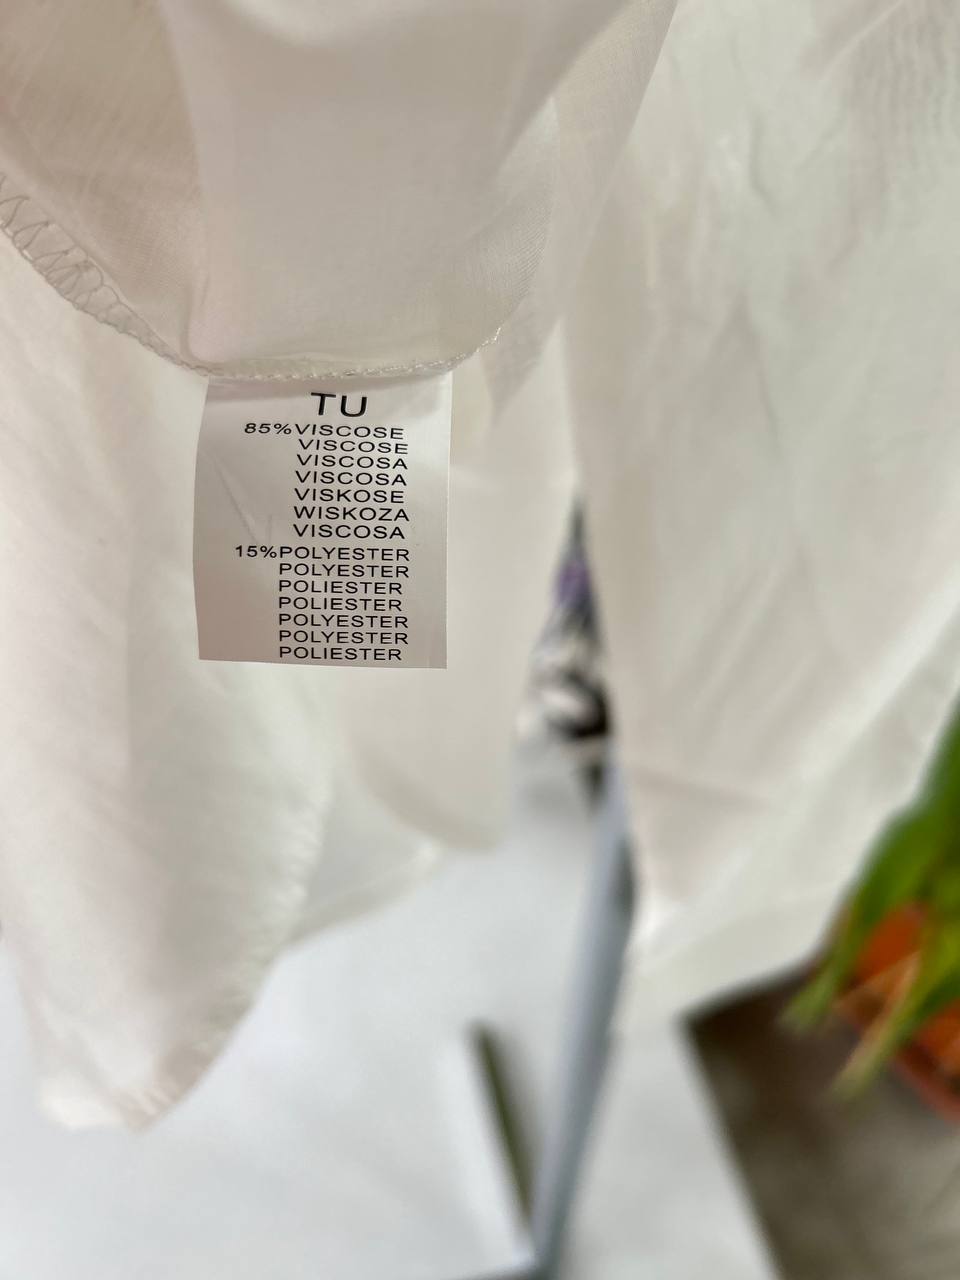 TU
85%VISCOSE
VISCOSE
VISCOSA
VISCOSA
VISKOSE
WISKOZA
VISCOSA
15%POLYESTER
POLYESTER
POLIESTER
POLIESTER
POLYESTER
POLYESTER
POLIESTER